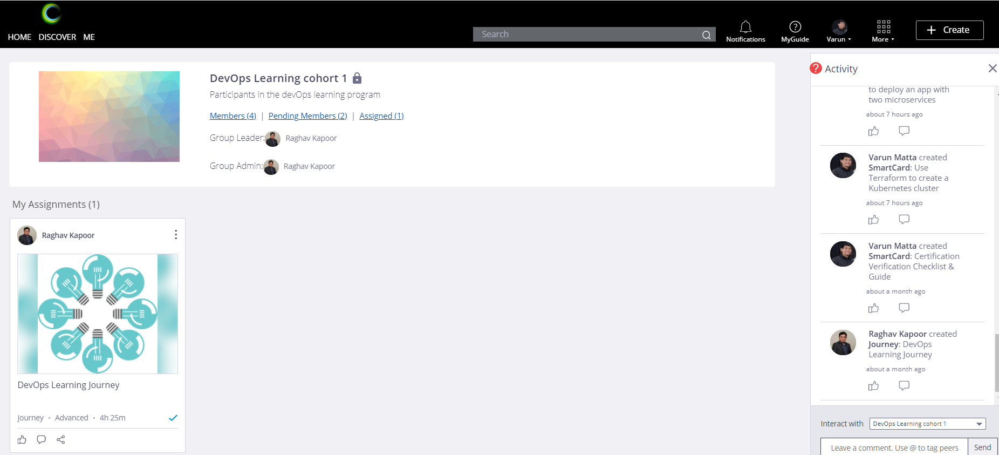 HOME DISCOVER ME
Search
Notifications
MyGuide
Varun
More
+ Create
DevOps Learning cohort 1
Participants in the devOps learning program
Members (4) | Pending Members (2) | Assigned (1)
Group Leader: Raghav Kapoor
Group Admin: Raghav Kapoor
My Assignments (1)
Raghav Kapoor
DevOps Learning Journey
Journey • Advanced • 4h 25m
? Activity
to deploy an app with
two microservices
about 7 hours ago
Varun Matta created
SmartCard: Use
Terraform to create a
Kubernetes cluster
about 7 hours ago
Varun Matta created
SmartCard: Certification
Verification Checklist &
Guide
about a month ago
Raghav Kapoor created
Journey: DevOps
Learning Journey
about a month ago
Interact with DevOps Learning cohort 1
Leave a comment. Use @ to tag peers
Send